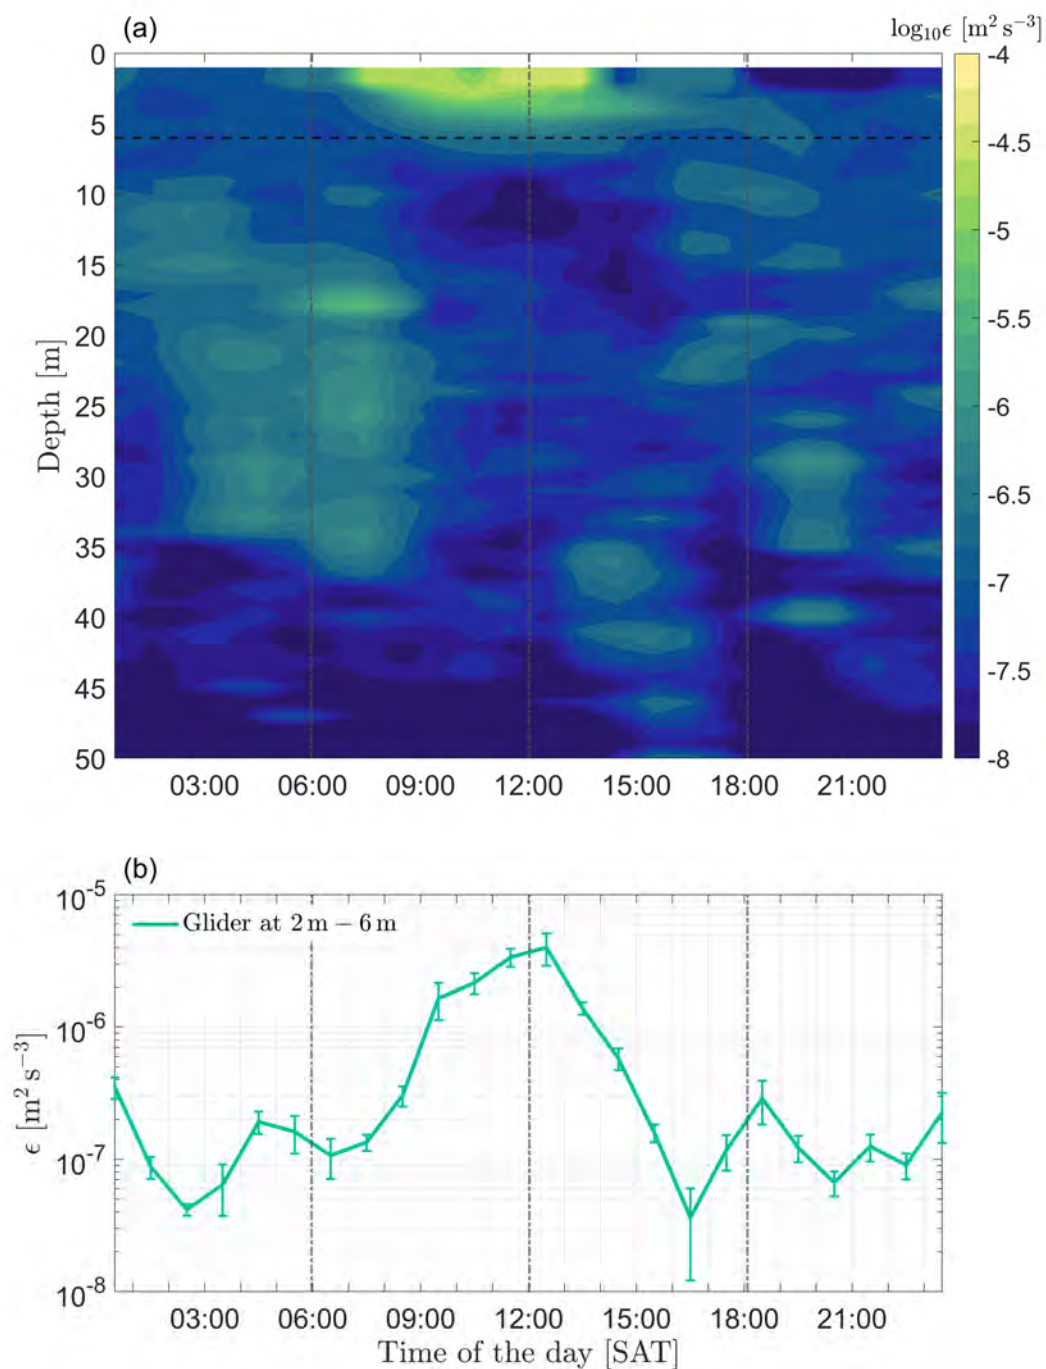 (a)
log₁₀ϵ [m² s⁻³]
0
5
10
15
20
25
30
35
40
45
50
Depth [m]
03:00 06:00 09:00 12:00 15:00 18:00 21:00
-4
-4.5
-5
-5.5
-6
-6.5
-7
-7.5
-8
(b)
10⁻⁵
10⁻⁶
10⁻⁷
10⁻⁸
ϵ [m² s⁻³]
Glider at 2 m − 6 m
03:00 06:00 09:00 12:00 15:00 18:00 21:00
Time of the day [SAT]